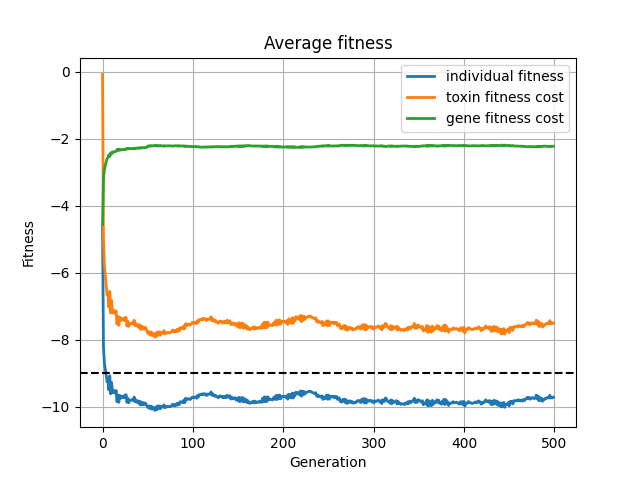 Average fitness
individual fitness
toxin fitness cost
gene fitness cost
Fitness
0
−2
−4
−6
−8
−10
0 100 200 300 400 500
Generation